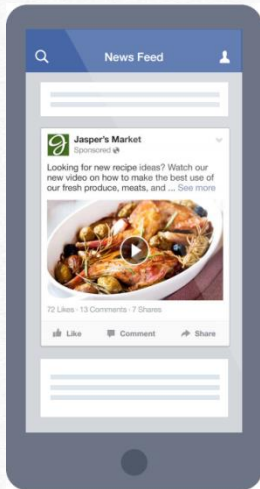 News Feed
Jasper's Market
Sponsored
Looking for new recipe ideas? Watch our
new video on how to make the best use of
our fresh produce, meats, and ... See more
72 Likes · 13 Comments · 7 Shares
Like Comment Share